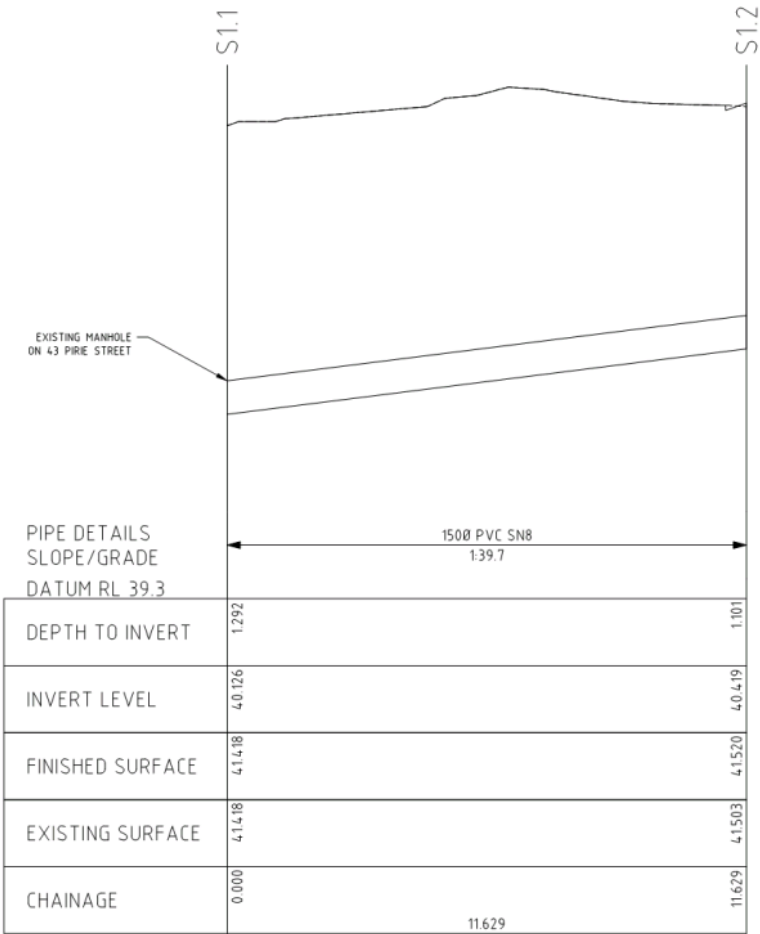 S1.1
S1.2
EXISTING MANHOLE
ON 43 PIRIE STREET
PIPE DETAILS
SLOPE/GRADE
DATUM RL 39.3
150Ø PVC SN8
1:39.7
DEPTH TO INVERT 1.292 1.101
INVERT LEVEL 40.126 40.419
FINISHED SURFACE 41.418 41.520
EXISTING SURFACE 41.418 41.503
CHAINAGE 0.000 11.629
11.629